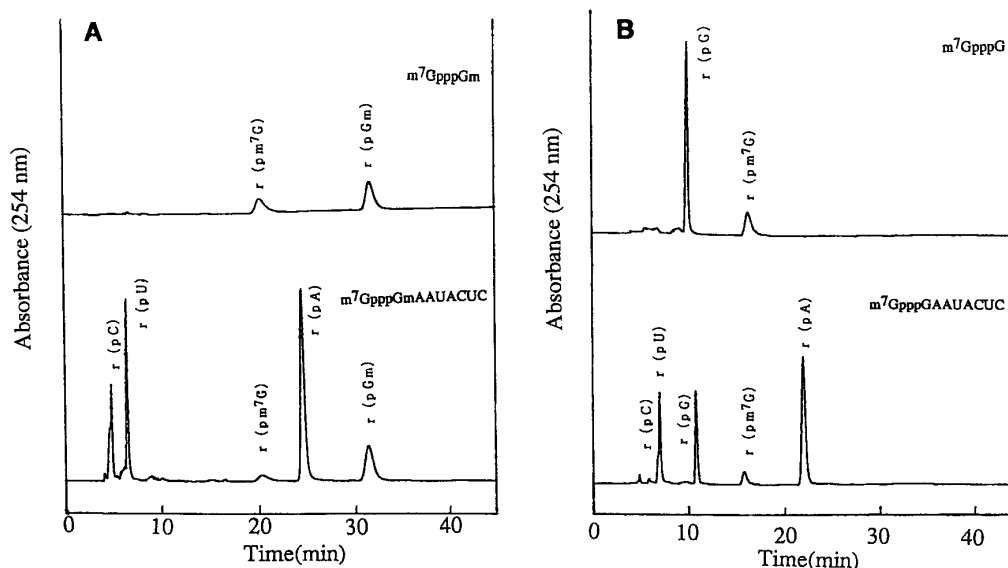 A
m⁷GpppGm
r (pm⁷G)
r (pGm)
m⁷GpppGmAAUACUC
r (pC)
r (pU)
r (pm⁷G)
r (pA)
r (pGm)
Absorbance (254 nm)
0 10 20 30 40
Time(min)
B
m⁷GpppG
r (pG)
r (pm⁷G)
m⁷GpppGAAUACUC
r (pC)
r (pU)
r (pG)
r (pm⁷G)
r (pA)
Absorbance (254 nm)
0 10 20 30 40
Time(min)